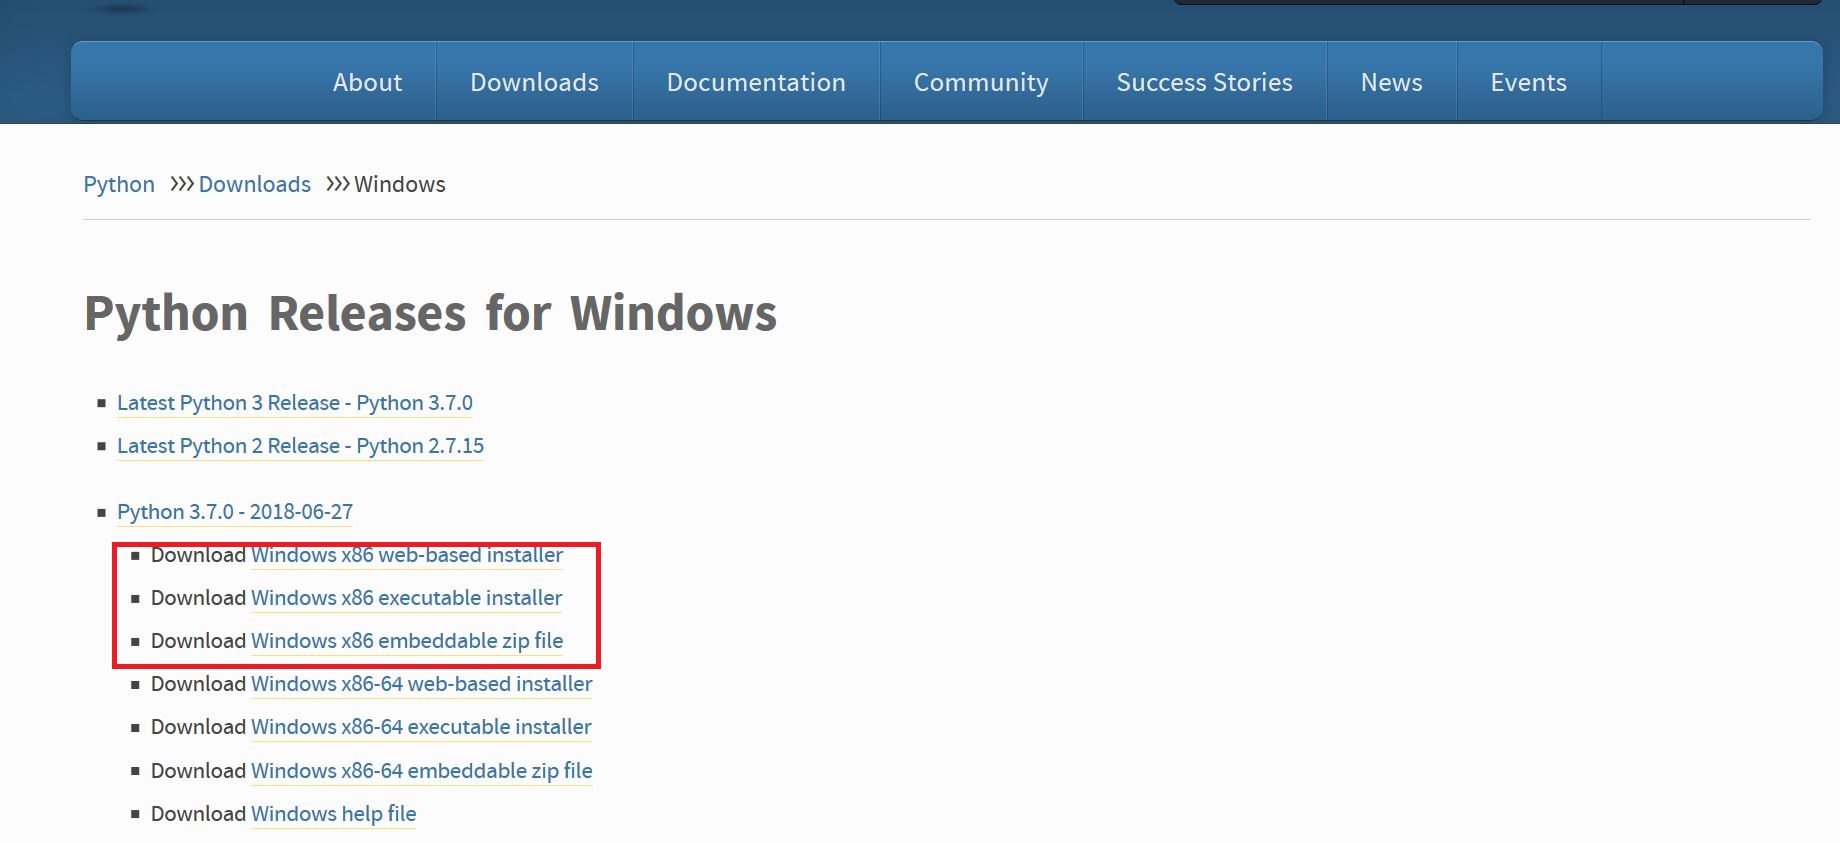 About Downloads Documentation Community Success Stories News Events
Python >>> Downloads >>> Windows
Python Releases for Windows
Latest Python 3 Release - Python 3.7.0
Latest Python 2 Release - Python 2.7.15
Python 3.7.0 - 2018-06-27
Download Windows x86 web-based installer
Download Windows x86 executable installer
Download Windows x86 embeddable zip file
Download Windows x86-64 web-based installer
Download Windows x86-64 executable installer
Download Windows x86-64 embeddable zip file
Download Windows help file